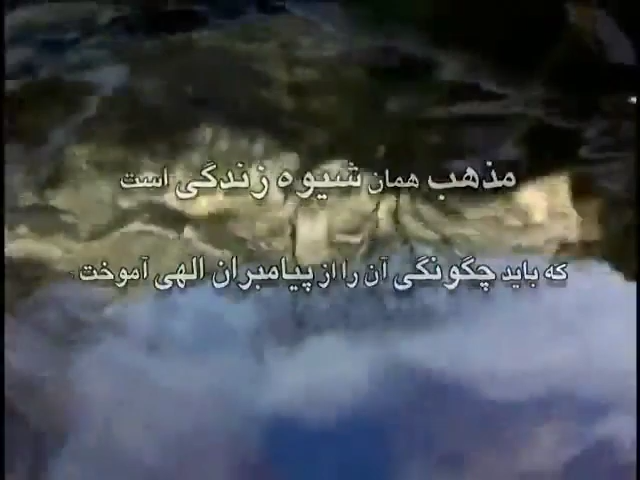 مذهب همان شیوه زندگی است
که باید چگونگی آن را از پیامبران الهی آموخت